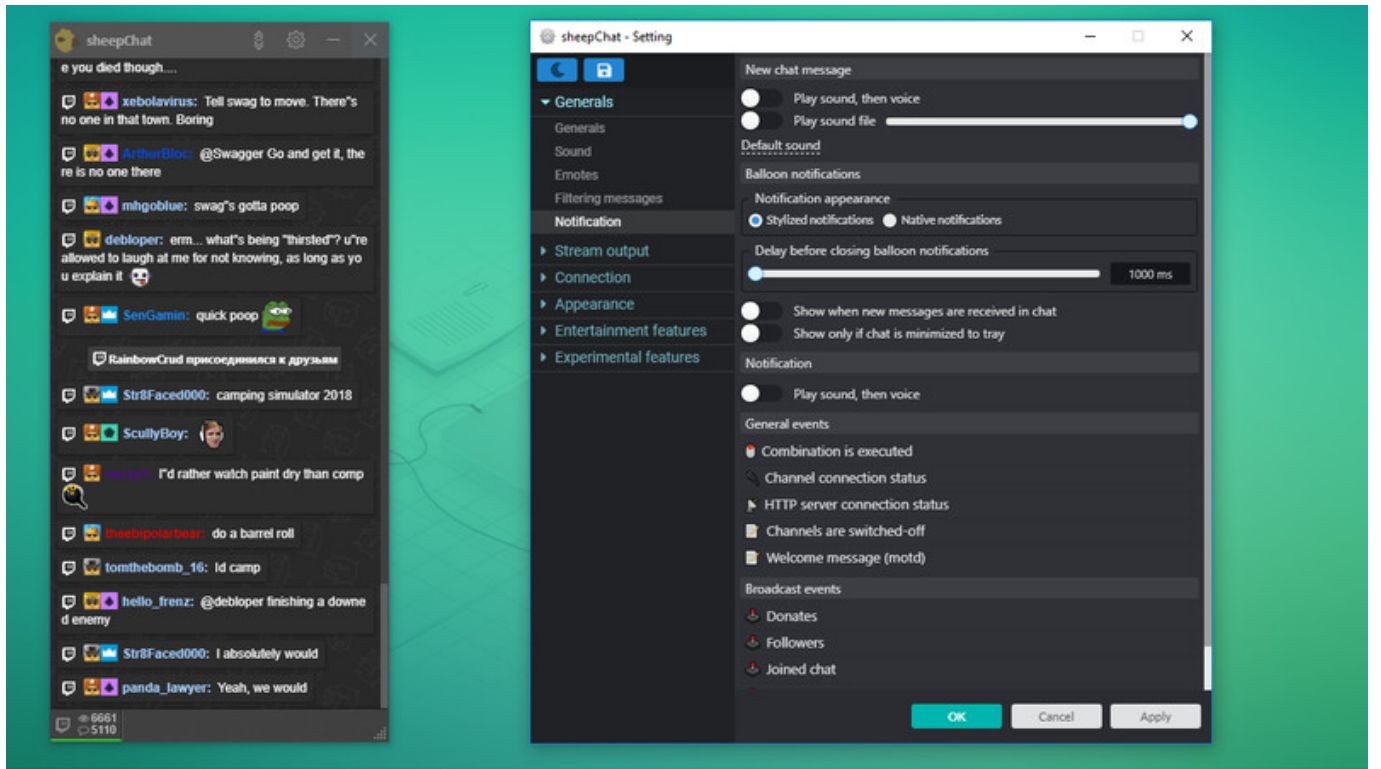 sheepChat
e you died though....
xebolavirus: Tell swag to move. There"s
no one in that town. Boring
ArthurBloc: @Swagger Go and get it, the
re is no one there
mhgoblue: swag"s gotta poop
debloper: erm... what"s being "thirsted"? u"re
allowed to laugh at me for not knowing, as long as yo
u explain it
SenGamin: quick poop
RainbowCrud присоединился к друзьям
Str8Faced000: camping simulator 2018
ScullyBoy:
I"d rather watch paint dry than comp
theebipolarbear: do a barrel roll
tomthebomb_16: Id camp
hello_frenz: @debloper finishing a downe
d enemy
Str8Faced000: I absolutely would
panda_lawyer: Yeah, we would
6661
5110
sheepChat - Setting
Generals
Generals
Sound
Emotes
Filtering messages
Notification
Stream output
Connection
Appearance
Entertainment features
Experimental features
New chat message
Play sound, then voice
Play sound file
Default sound
Balloon notifications
Notification appearance
Stylized notifications Native notifications
Delay before closing balloon notifications
1000 ms
Show when new messages are received in chat
Show only if chat is minimized to tray
Notification
Play sound, then voice
General events
Combination is executed
Channel connection status
HTTP server connection status
Channels are switched-off
Welcome message (motd)
Broadcast events
Donates
Followers
Joined chat
OK Cancel Apply